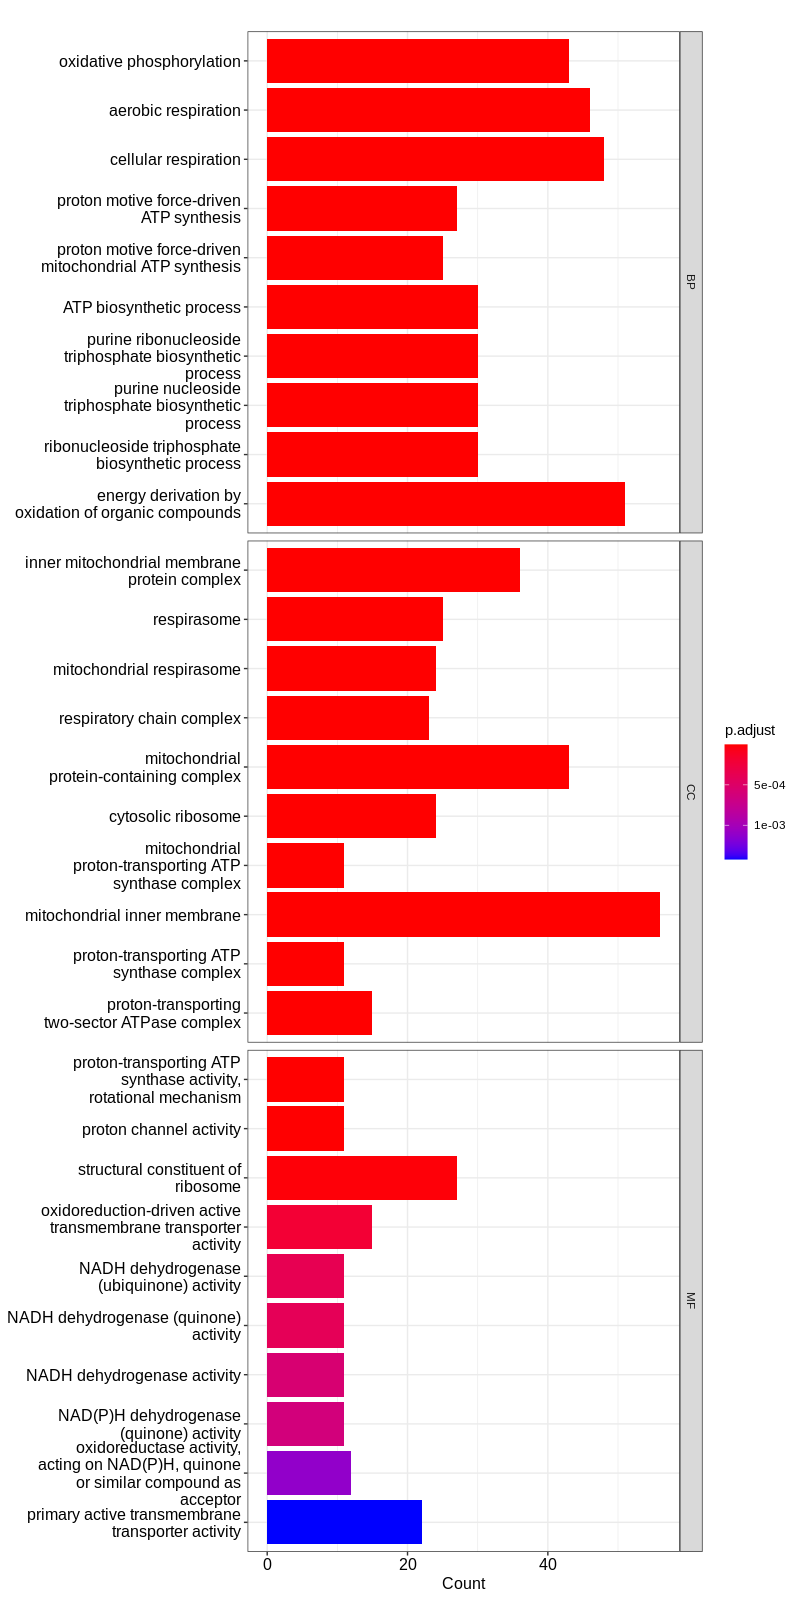 oxidative phosphorylation
aerobic respiration
cellular respiration
proton motive force-driven
ATP synthesis
proton motive force-driven
mitochondrial ATP synthesis
ATP biosynthetic process
purine ribonucleoside
triphosphate biosynthetic
process
purine nucleoside
triphosphate biosynthetic
process
ribonucleoside triphosphate
biosynthetic process
energy derivation by
oxidation of organic compounds
BP
inner mitochondrial membrane
protein complex
respirasome
mitochondrial respirasome
respiratory chain complex
mitochondrial
protein-containing complex
cytosolic ribosome
mitochondrial
proton-transporting ATP
synthase complex
mitochondrial inner membrane
proton-transporting ATP
synthase complex
proton-transporting
two-sector ATPase complex
CC
proton-transporting ATP
synthase activity,
rotational mechanism
proton channel activity
structural constituent of
ribosome
oxidoreduction-driven active
transmembrane transporter
activity
NADH dehydrogenase
(ubiquinone) activity
NADH dehydrogenase (quinone)
activity
NADH dehydrogenase activity
NAD(P)H dehydrogenase
(quinone) activity
oxidoreductase activity,
acting on NAD(P)H, quinone
or similar compound as
acceptor
primary active transmembrane
transporter activity
MF
0 20 40
Count
p.adjust
5e-04
1e-03